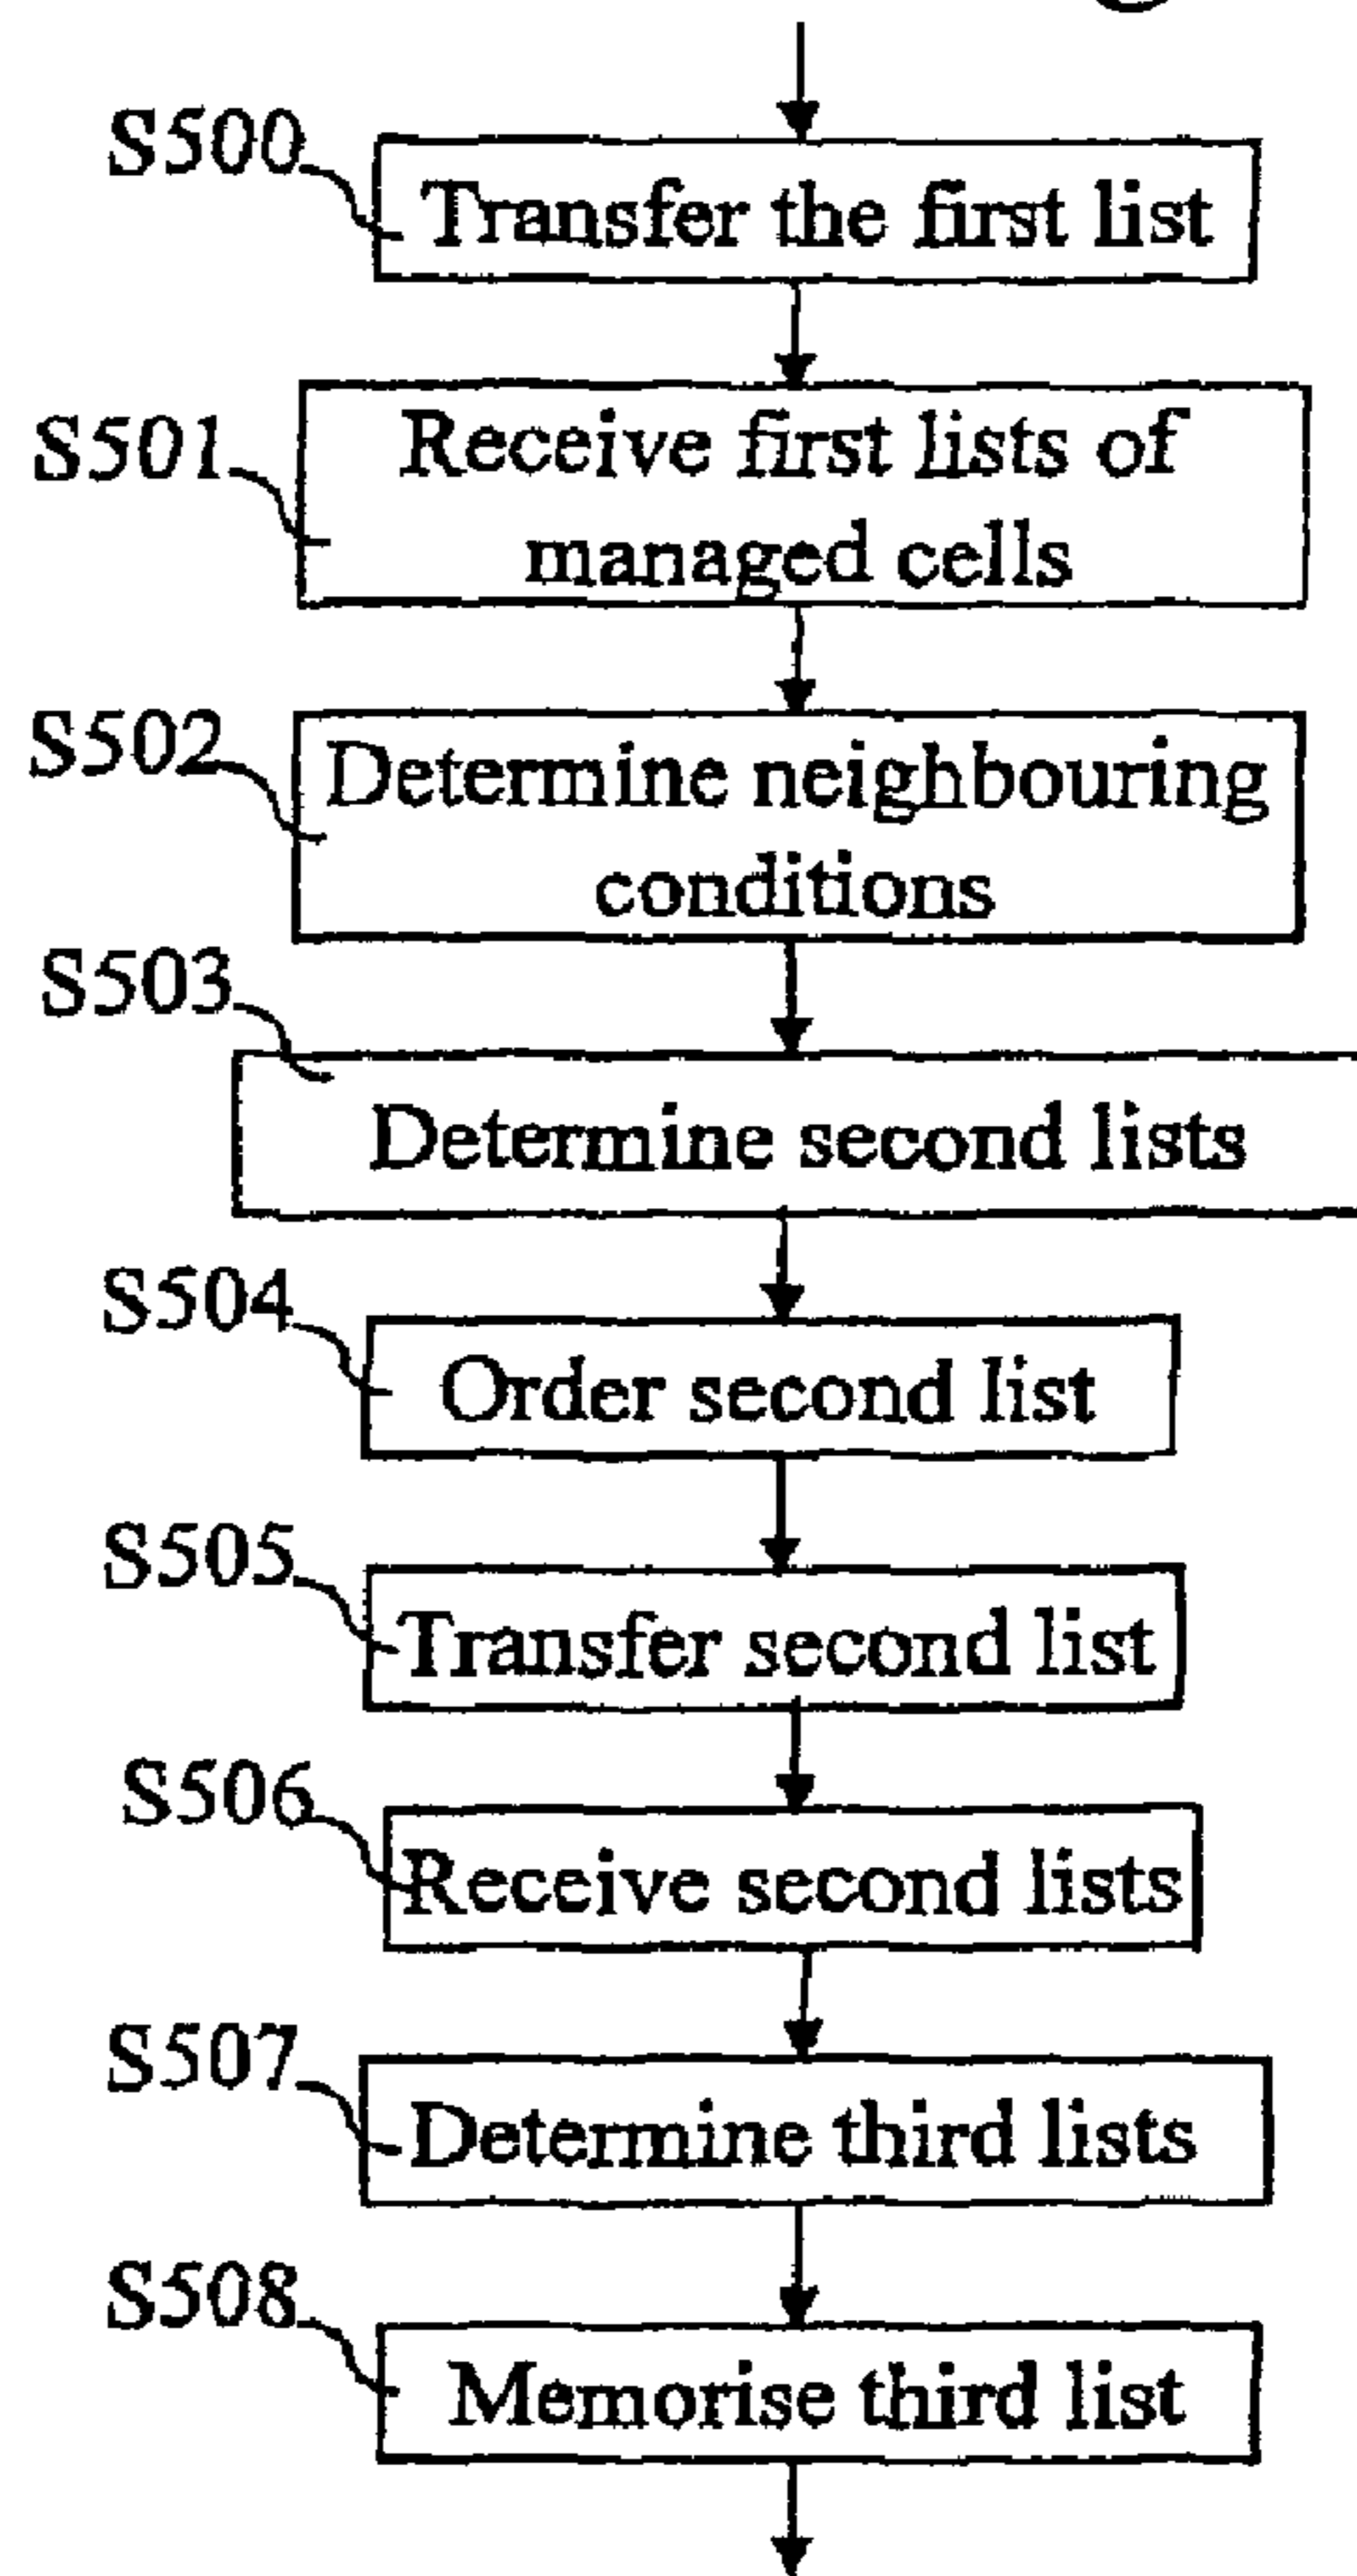 S500
Transfer the first list
S501
Receive first lists of
managed cells
S502
Determine neighbouring
conditions
S503
Determine second lists
S504
Order second list
S505
Transfer second list
S506
Receive second lists
S507
Determine third lists
S508
Memorise third list